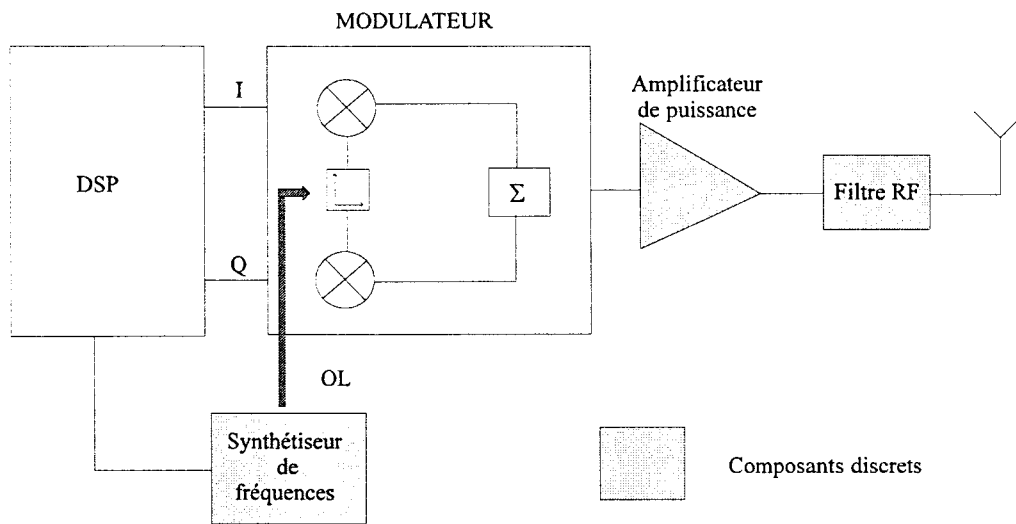 MODULATEUR
I
Amplificateur
de puissance
DSP
Σ
Filtre RF
Q
OL
Synthétiseur
de
fréquences
Composants discrets